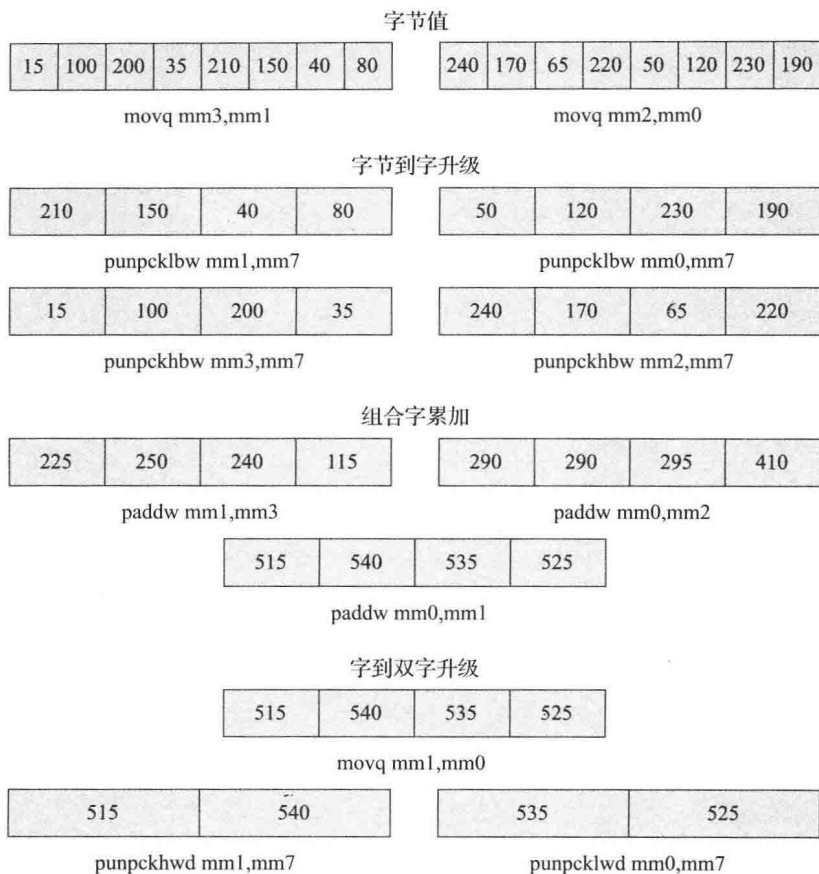 字节值
15 100 200 35 210 150 40 80 240 170 65 220 50 120 230 190
movq mm3,mm1 movq mm2,mm0
字节到字升级
210 150 40 80 50 120 230 190
punpcklbw mm1,mm7 punpcklbw mm0,mm7
15 100 200 35 240 170 65 220
punpckhbw mm3,mm7 punpckhbw mm2,mm7
组合字累加
225 250 240 115 290 290 295 410
paddw mm1,mm3 paddw mm0,mm2
515 540 535 525
paddw mm0,mm1
字到双字升级
515 540 535 525
movq mm1,mm0
515 540 535 525
punpckhwd mm1,mm7 punpcklwd mm0,mm7